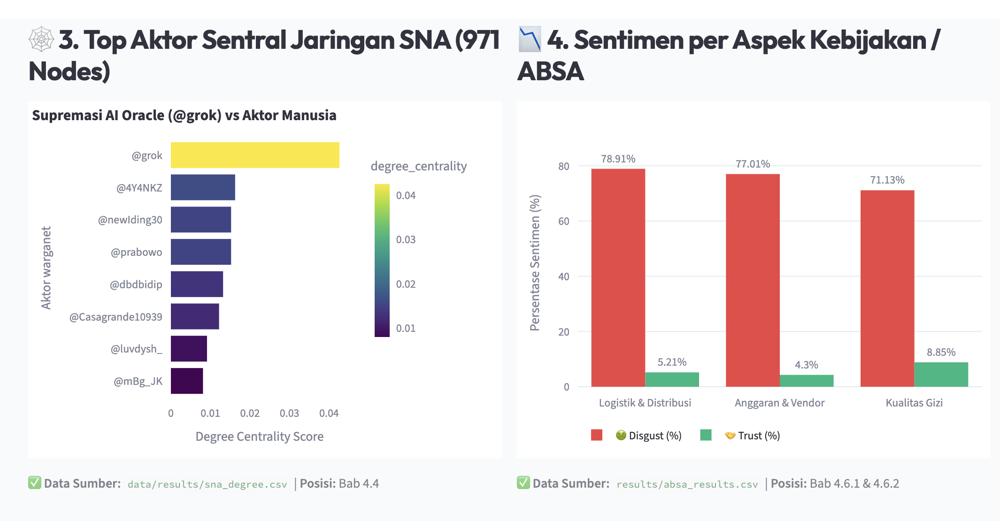 🕸️ 3. Top Aktor Sentral Jaringan SNA (971
Nodes)
Supremasi AI Oracle (@grok) vs Aktor Manusia
Aktor warganet
@grok
@4Y4NKZ
@newIding30
@prabowo
@dbdbidip
@Casagrande10939
@luvdysh_
@mBg_JK
0 0.01 0.02 0.03 0.04
Degree Centrality Score
degree_centrality
0.04
0.03
0.02
0.01
✅ Data Sumber: data/results/sna_degree.csv | Posisi: Bab 4.4
📉 4. Sentimen per Aspek Kebijakan /
ABSA
Persentase Sentimen (%)
80
60
40
20
0
78.91% 5.21%
77.01% 4.3%
71.13% 8.85%
Logistik & Distribusi Anggaran & Vendor Kualitas Gizi
🤢 Disgust (%) 🤝 Trust (%)
✅ Data Sumber: results/absa_results.csv | Posisi: Bab 4.6.1 & 4.6.2